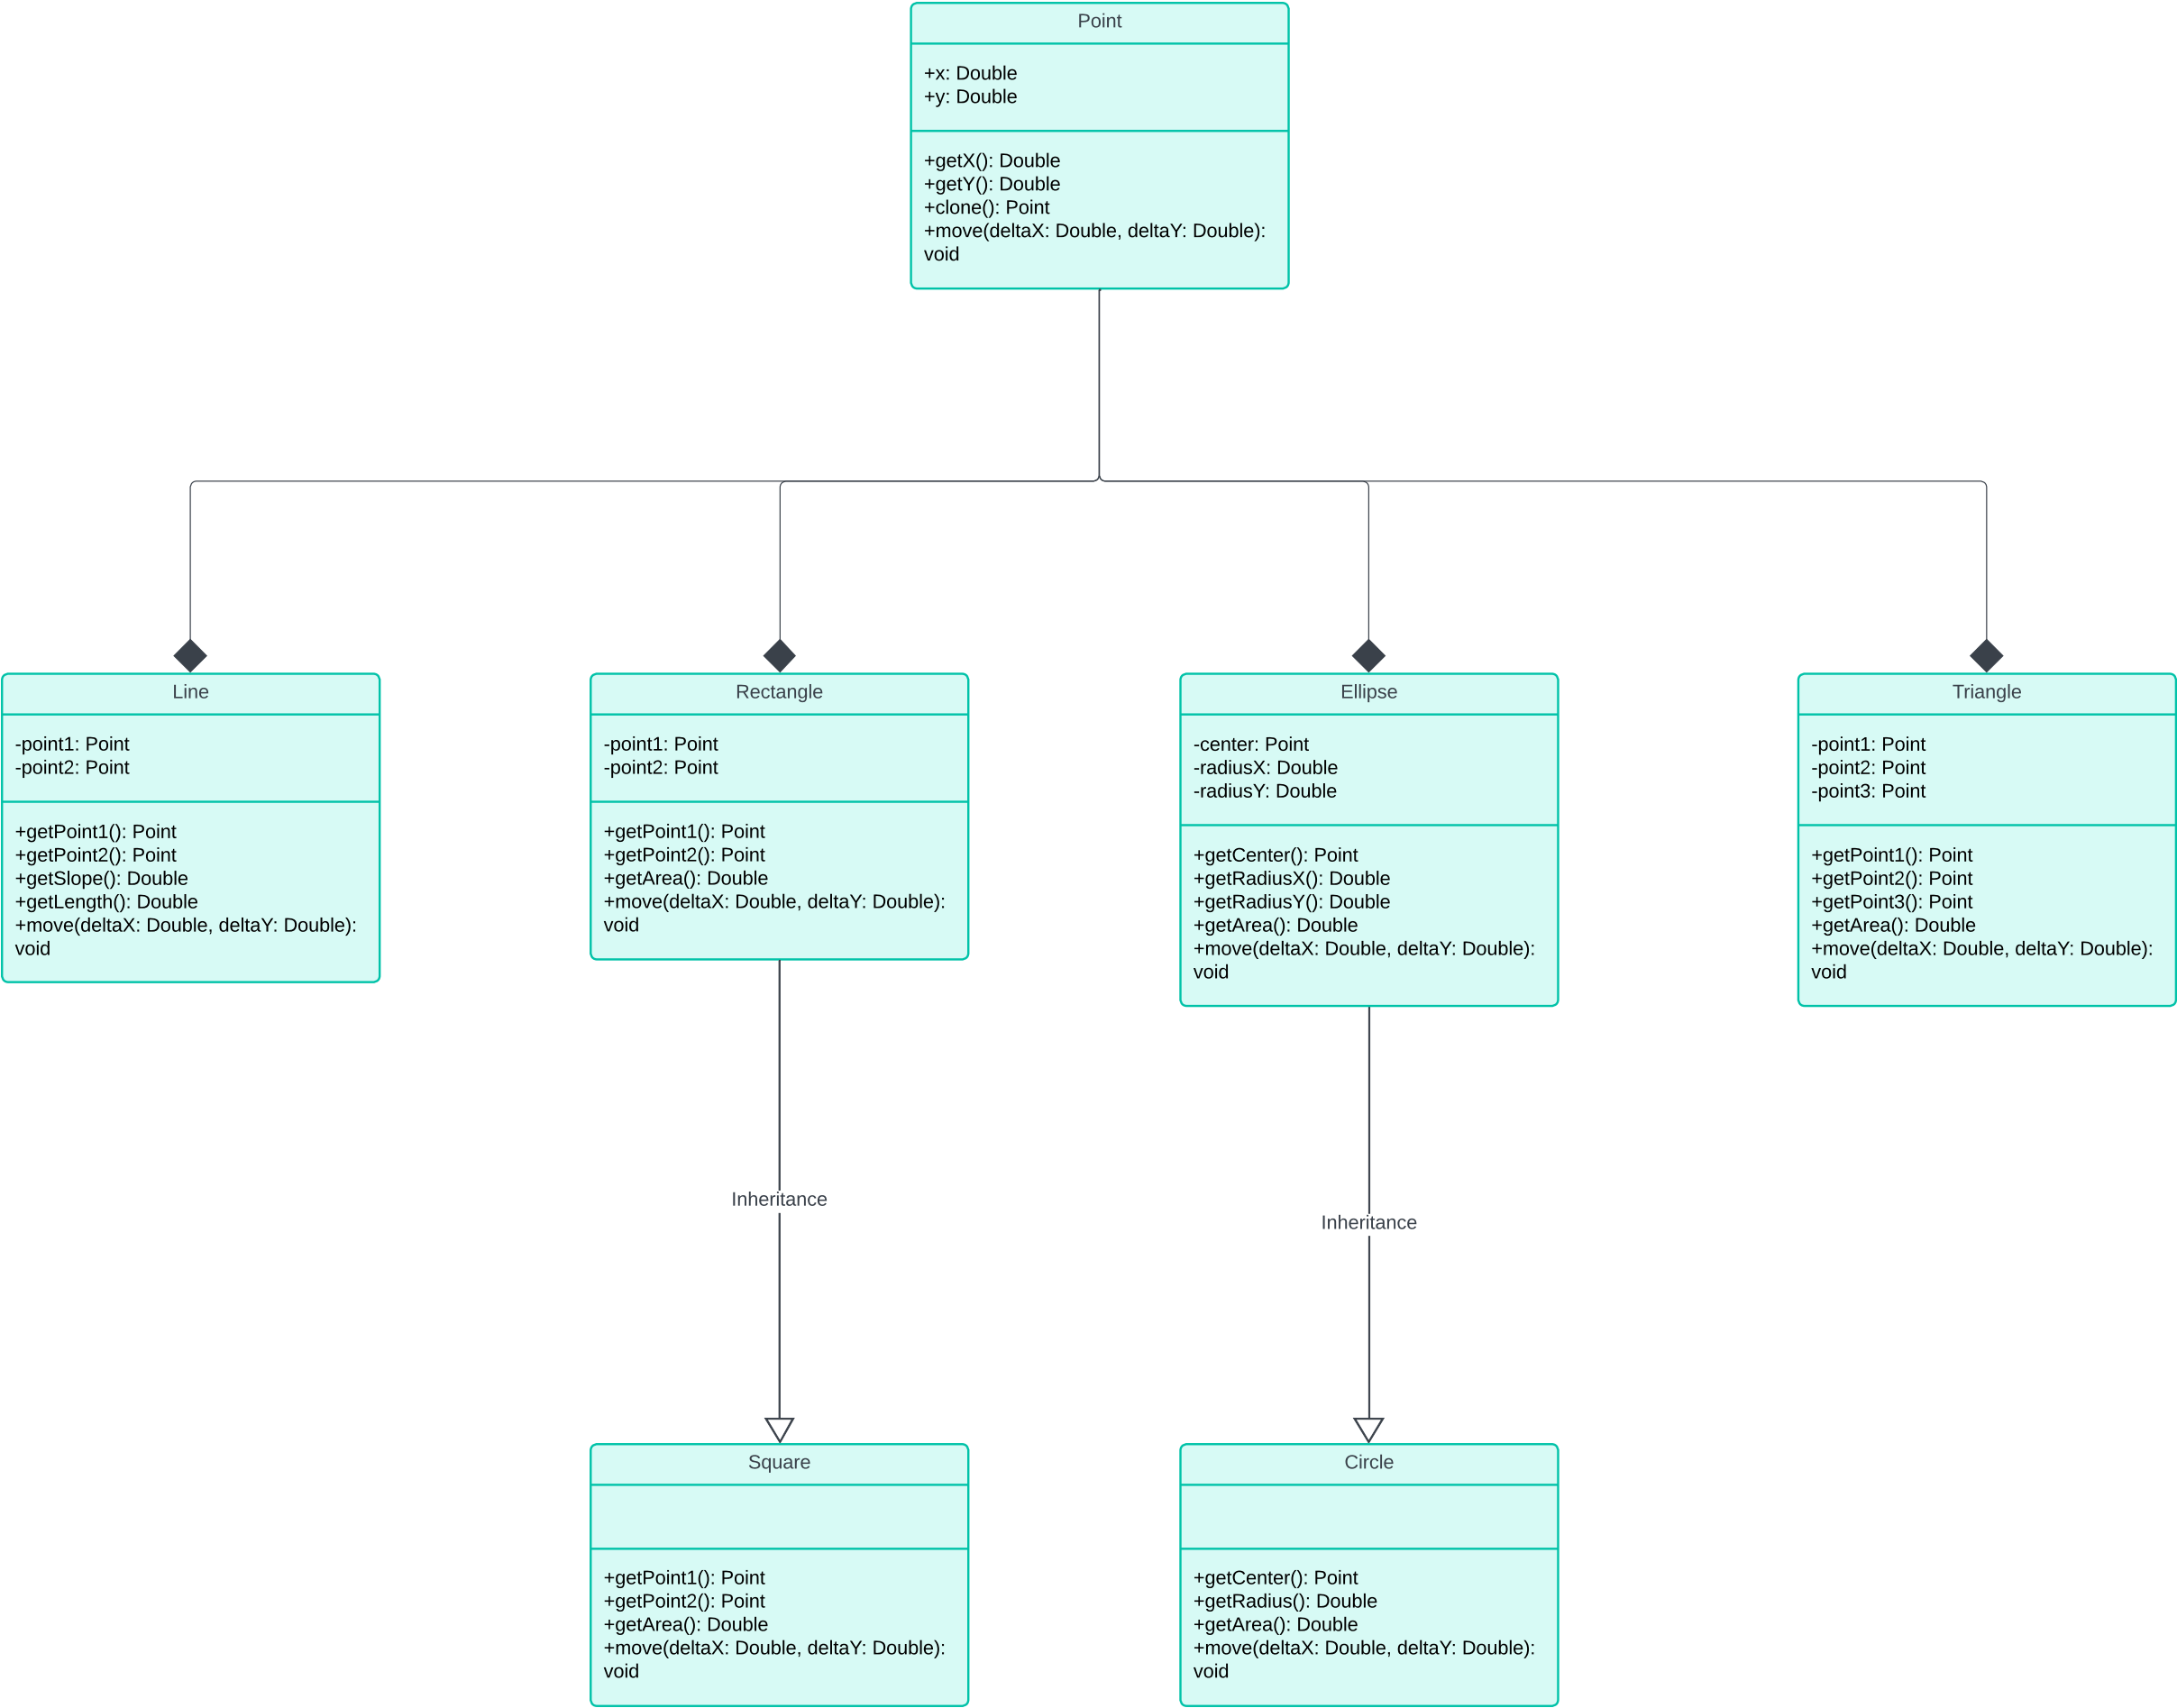 Point
+x: Double
+y: Double
+getX(): Double
+getY(): Double
+clone(): Point
+move(deltaX: Double, deltaY: Double):
void
Line
-point1: Point
-point2: Point
+getPoint1(): Point
+getPoint2(): Point
+getSlope(): Double
+getLength(): Double
+move(deltaX: Double, deltaY: Double):
void
Rectangle
-point1: Point
-point2: Point
+getPoint1(): Point
+getPoint2(): Point
+getArea(): Double
+move(deltaX: Double, deltaY: Double):
void
Ellipse
-center: Point
-radiusX: Double
-radiusY: Double
+getCenter(): Point
+getRadiusX(): Double
+getRadiusY(): Double
+getArea(): Double
+move(deltaX: Double, deltaY: Double):
void
Triangle
-point1: Point
-point2: Point
-point3: Point
+getPoint1(): Point
+getPoint2(): Point
+getPoint3(): Point
+getArea(): Double
+move(deltaX: Double, deltaY: Double):
void
Inheritance
Inheritance
Square
+getPoint1(): Point
+getPoint2(): Point
+getArea(): Double
+move(deltaX: Double, deltaY: Double):
void
Circle
+getCenter(): Point
+getRadius(): Double
+getArea(): Double
+move(deltaX: Double, deltaY: Double):
void